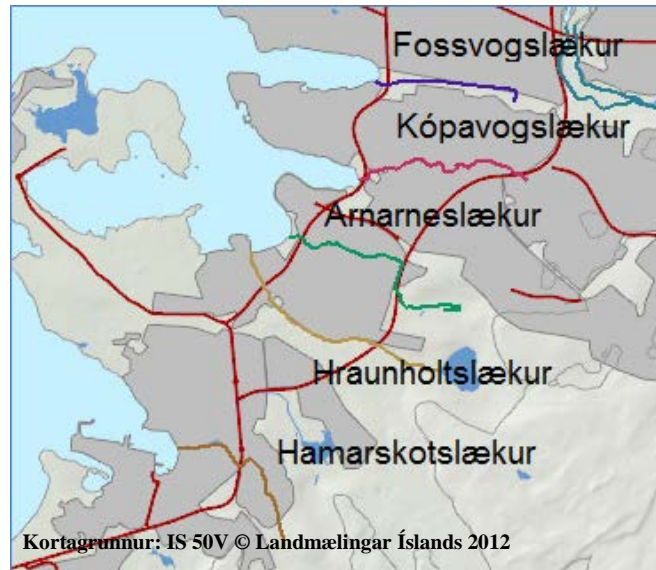 Fossvogslækur
Kópavogslækur
Arnarneslækur
Hraunholtslækur
Hamarskotslækur
Kortagrunnur: IS 50V © Landmælingar Íslands 2012